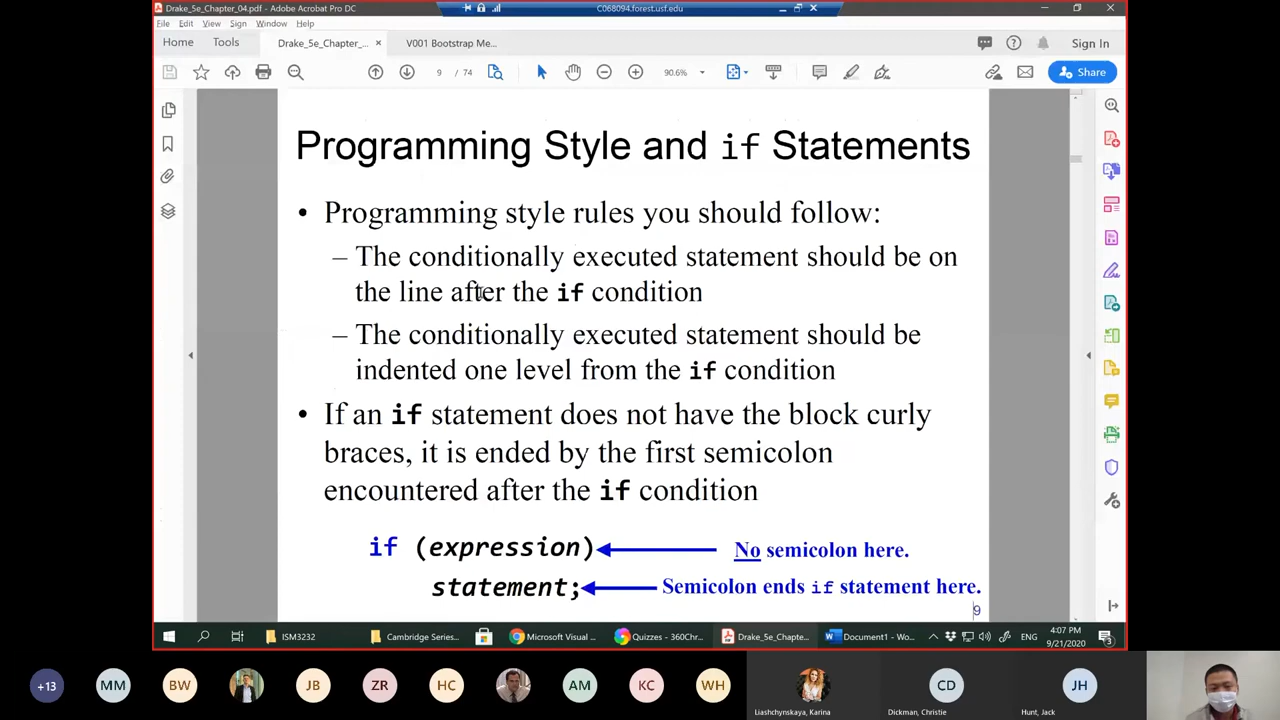 Drake_5e_Chapter_04.pdf - Adobe Acrobat Pro DC
C068094.forest.usf.edu
File Edit View Sign Window Help
Home Tools Drake_5e_Chapter_... × V001 Bootstrap Me...
Sign In
9 / 74
90.6%
Share
Programming Style and if Statements
• Programming style rules you should follow:
– The conditionally executed statement should be on
the line after the if condition
– The conditionally executed statement should be
indented one level from the if condition
• If an if statement does not have the block curly
braces, it is ended by the first semicolon
encountered after the if condition
if (expression) No semicolon here.
statement; Semicolon ends if statement here.
9
ISM3232 Cambridge Series... Microsoft Visual ... Quizzes - 360Chr... Drake_5e_Chapte... Document1 - Wo... ENG
4:07 PM
9/21/2020
3
+13 MM BW JB ZR HC AM KC WH CD JH
Liashchynskaya, Karina Dickman, Christie Hunt, Jack